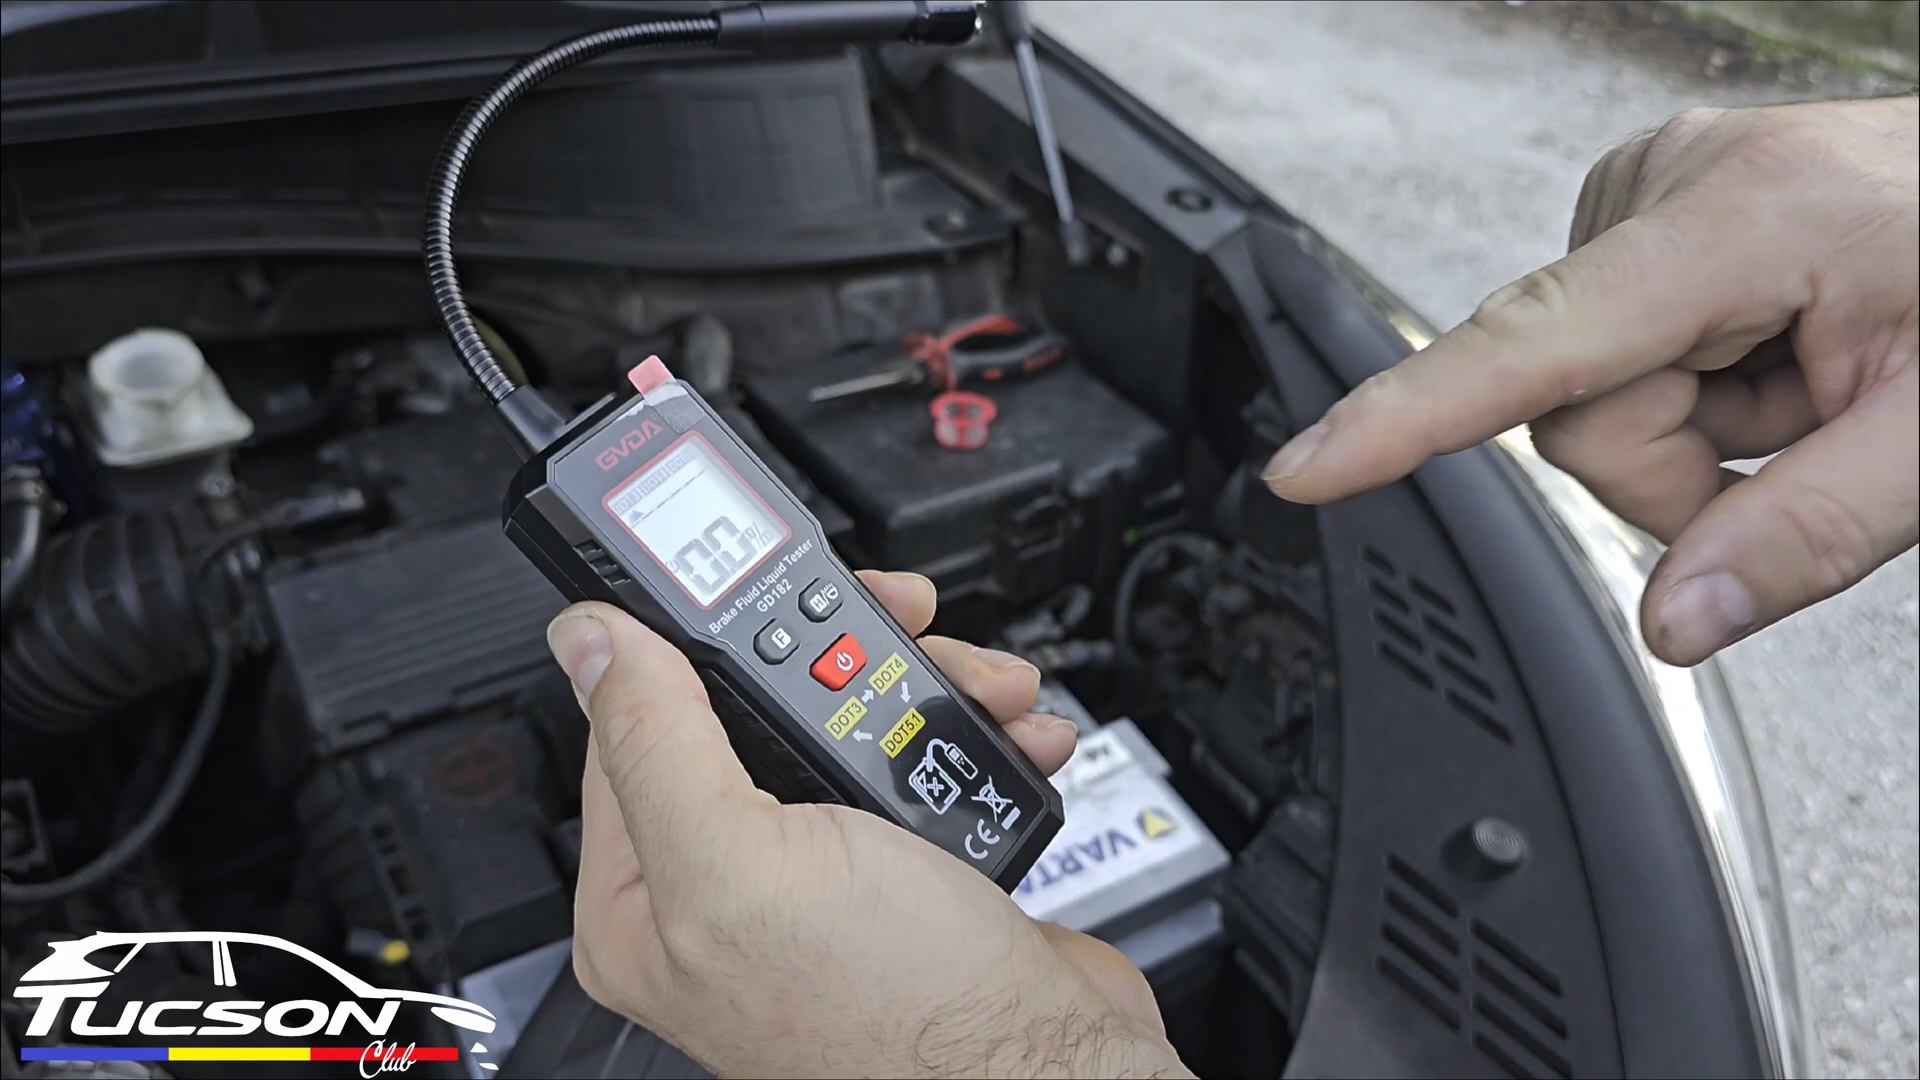 GVDA
DOT3 DOT4 DOT5.1
00.0%
Brake Fluid Liquid Tester
GD182
F
H/
DOT4
DOT3
DOT5.1
CE
VARTA
TUCSON
Club